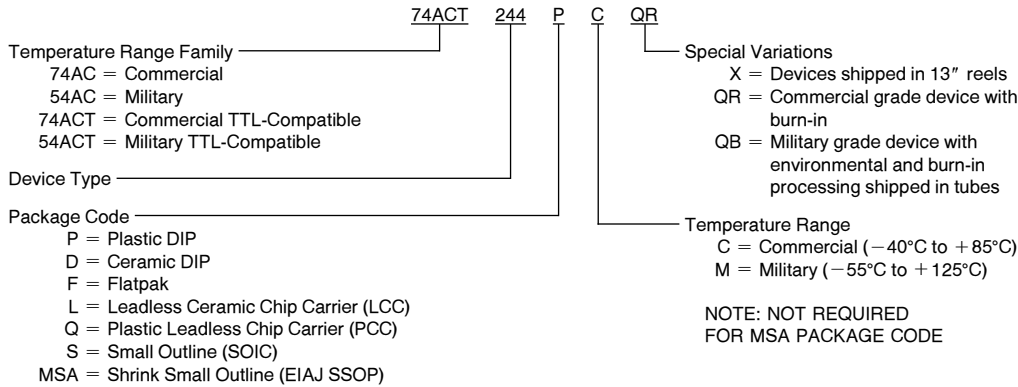 74ACT 244 P C QR
Temperature Range Family
74AC = Commercial
54AC = Military
74ACT = Commercial TTL-Compatible
54ACT = Military TTL-Compatible
Device Type
Package Code
P = Plastic DIP
D = Ceramic DIP
F = Flatpak
L = Leadless Ceramic Chip Carrier (LCC)
Q = Plastic Leadless Chip Carrier (PCC)
S = Small Outline (SOIC)
MSA = Shrink Small Outline (EIAJ SSOP)
Special Variations
X = Devices shipped in 13″ reels
QR = Commercial grade device with
burn-in
QB = Military grade device with
environmental and burn-in
processing shipped in tubes
Temperature Range
C = Commercial (−40°C to +85°C)
M = Military (−55°C to +125°C)
NOTE: NOT REQUIRED
FOR MSA PACKAGE CODE